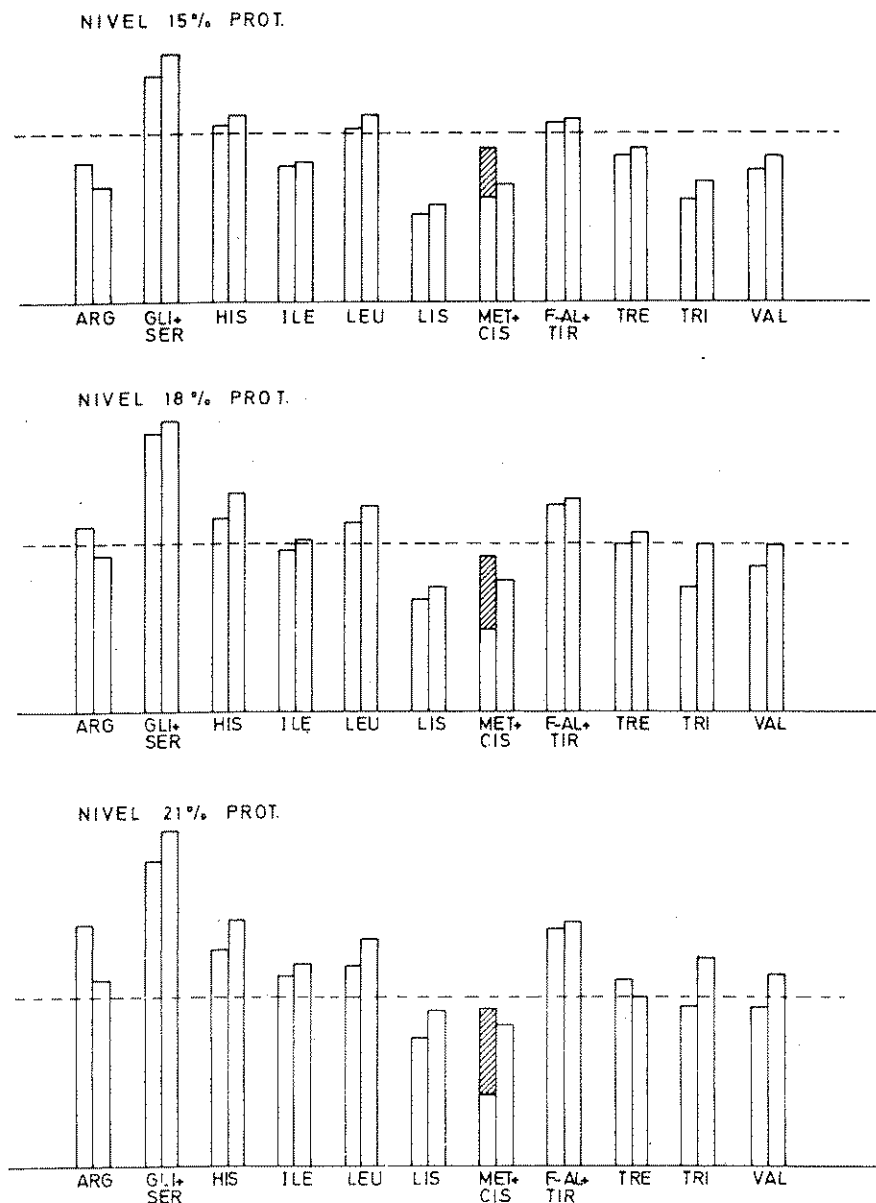 NIVEL 15% PROT.
ARG GLI+ HIS ILE LEU LIS MET+ F-AL+ TRE TRI VAL
SER CIS TIR
NIVEL 18% PROT.
ARG GLI+ HIS ILE LEU LIS MET+ F-AL+ TRE TRI VAL
SER CIS TIR
NIVEL 21% PROT.
ARG GLI+ HIS ILE LEU LIS MET+ F-AL+ TRE TRI VAL
SER CIS TIR